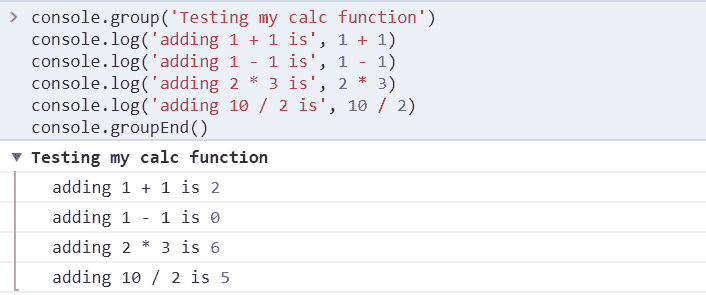 console.group('Testing my calc function')
console.log('adding 1 + 1 is', 1 + 1)
console.log('adding 1 - 1 is', 1 - 1)
console.log('adding 2 * 3 is', 2 * 3)
console.log('adding 10 / 2 is', 10 / 2)
console.groupEnd()
Testing my calc function
adding 1 + 1 is 2
adding 1 - 1 is 0
adding 2 * 3 is 6
adding 10 / 2 is 5